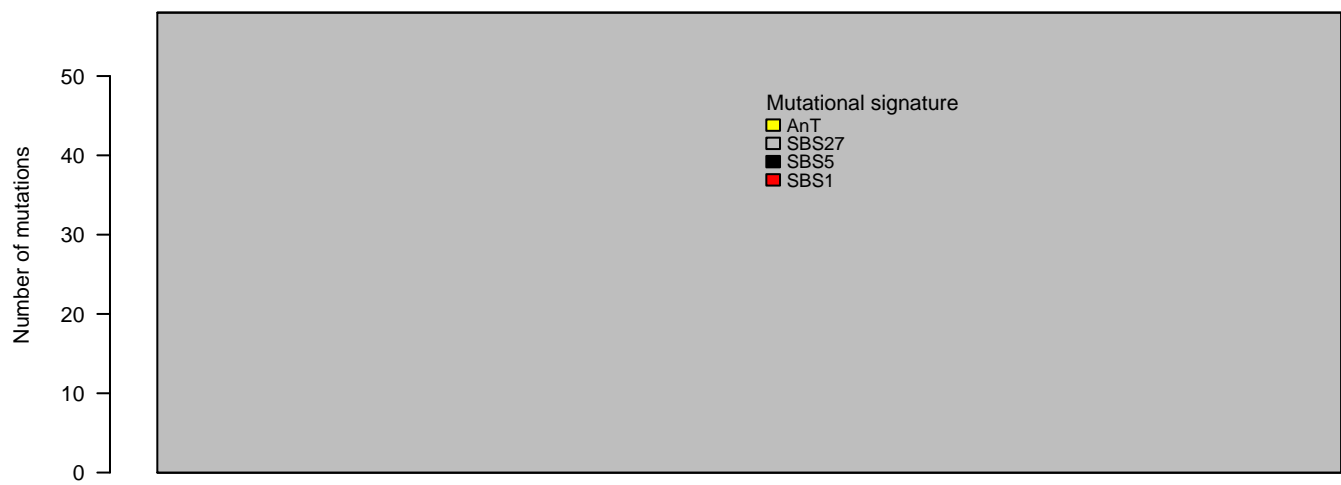 50
40
30
20
10
0
Number of mutations
Mutational signature
AnT
SBS27
SBS5
SBS1